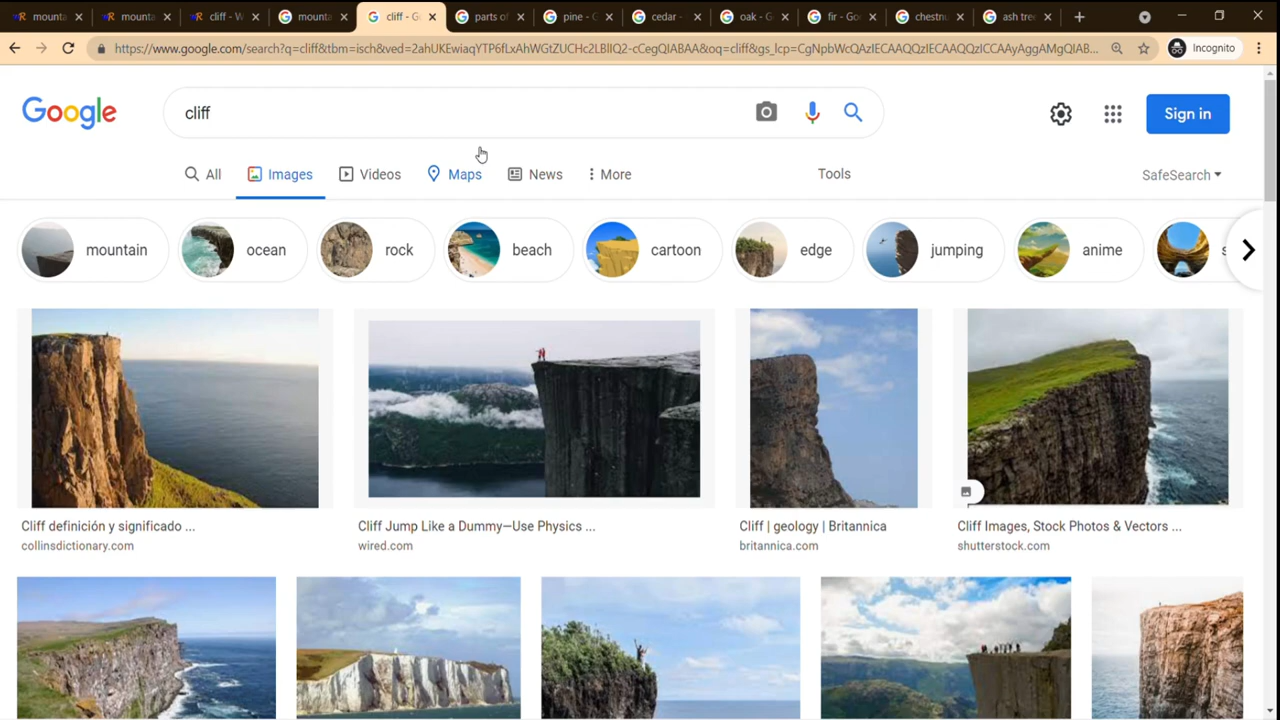 mounta
mounta
cliff - W
mounta
cliff - G
parts of
pine - G
cedar -
oak - G
fir - Goo
chestnu
ash tree
https://www.google.com/search?q=cliff&tbm=isch&ved=2ahUKEwiaqYTP6fLxAhWGtZUCHc2LBlIQ2-cCegQIABAA&oq=cliff&gs_lcp=CgNpbWcQAzIECAAQQzIECAAQQzICCAAyAggAMgQIAB...
Incognito
Google
cliff
Sign in
All
Images
Videos
Maps
News
More
Tools
SafeSearch
mountain
ocean
rock
beach
cartoon
edge
jumping
anime
s
Cliff definición y significado ...
collinsdictionary.com
Cliff Jump Like a Dummy—Use Physics ...
wired.com
Cliff | geology | Britannica
britannica.com
Cliff Images, Stock Photos & Vectors ...
shutterstock.com